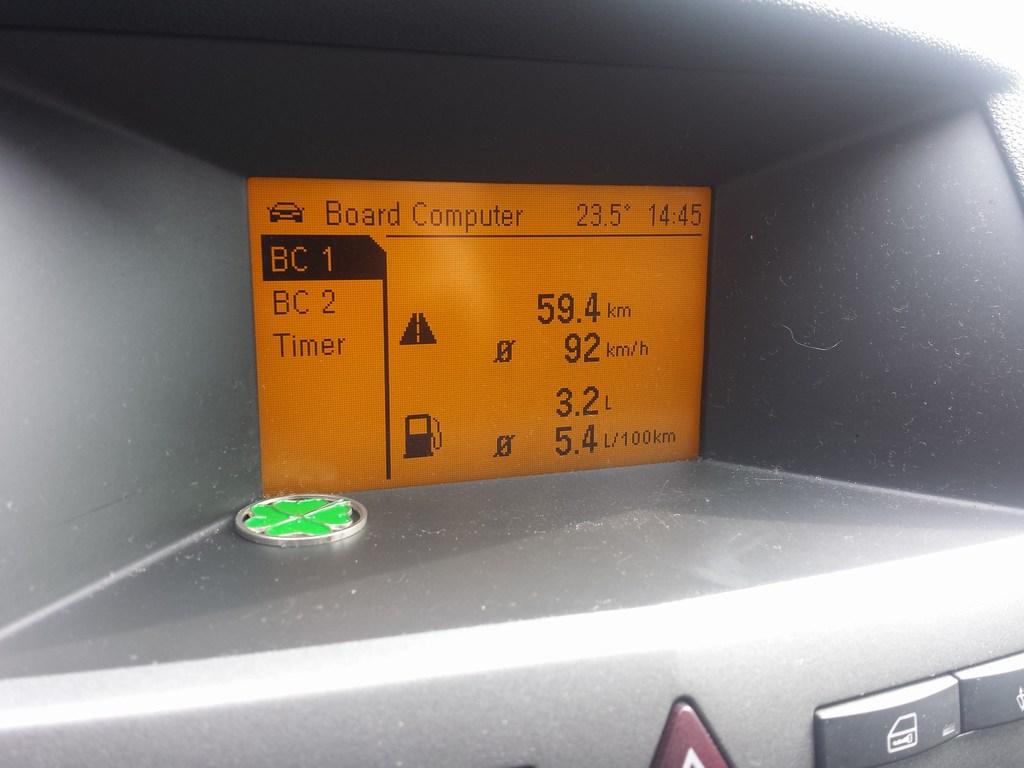 Board Computer 23.5° 14:45
BC 1
BC 2
Timer
59.4 km
Ø 92 km/h
3.2 L
Ø 5.4 L/100km